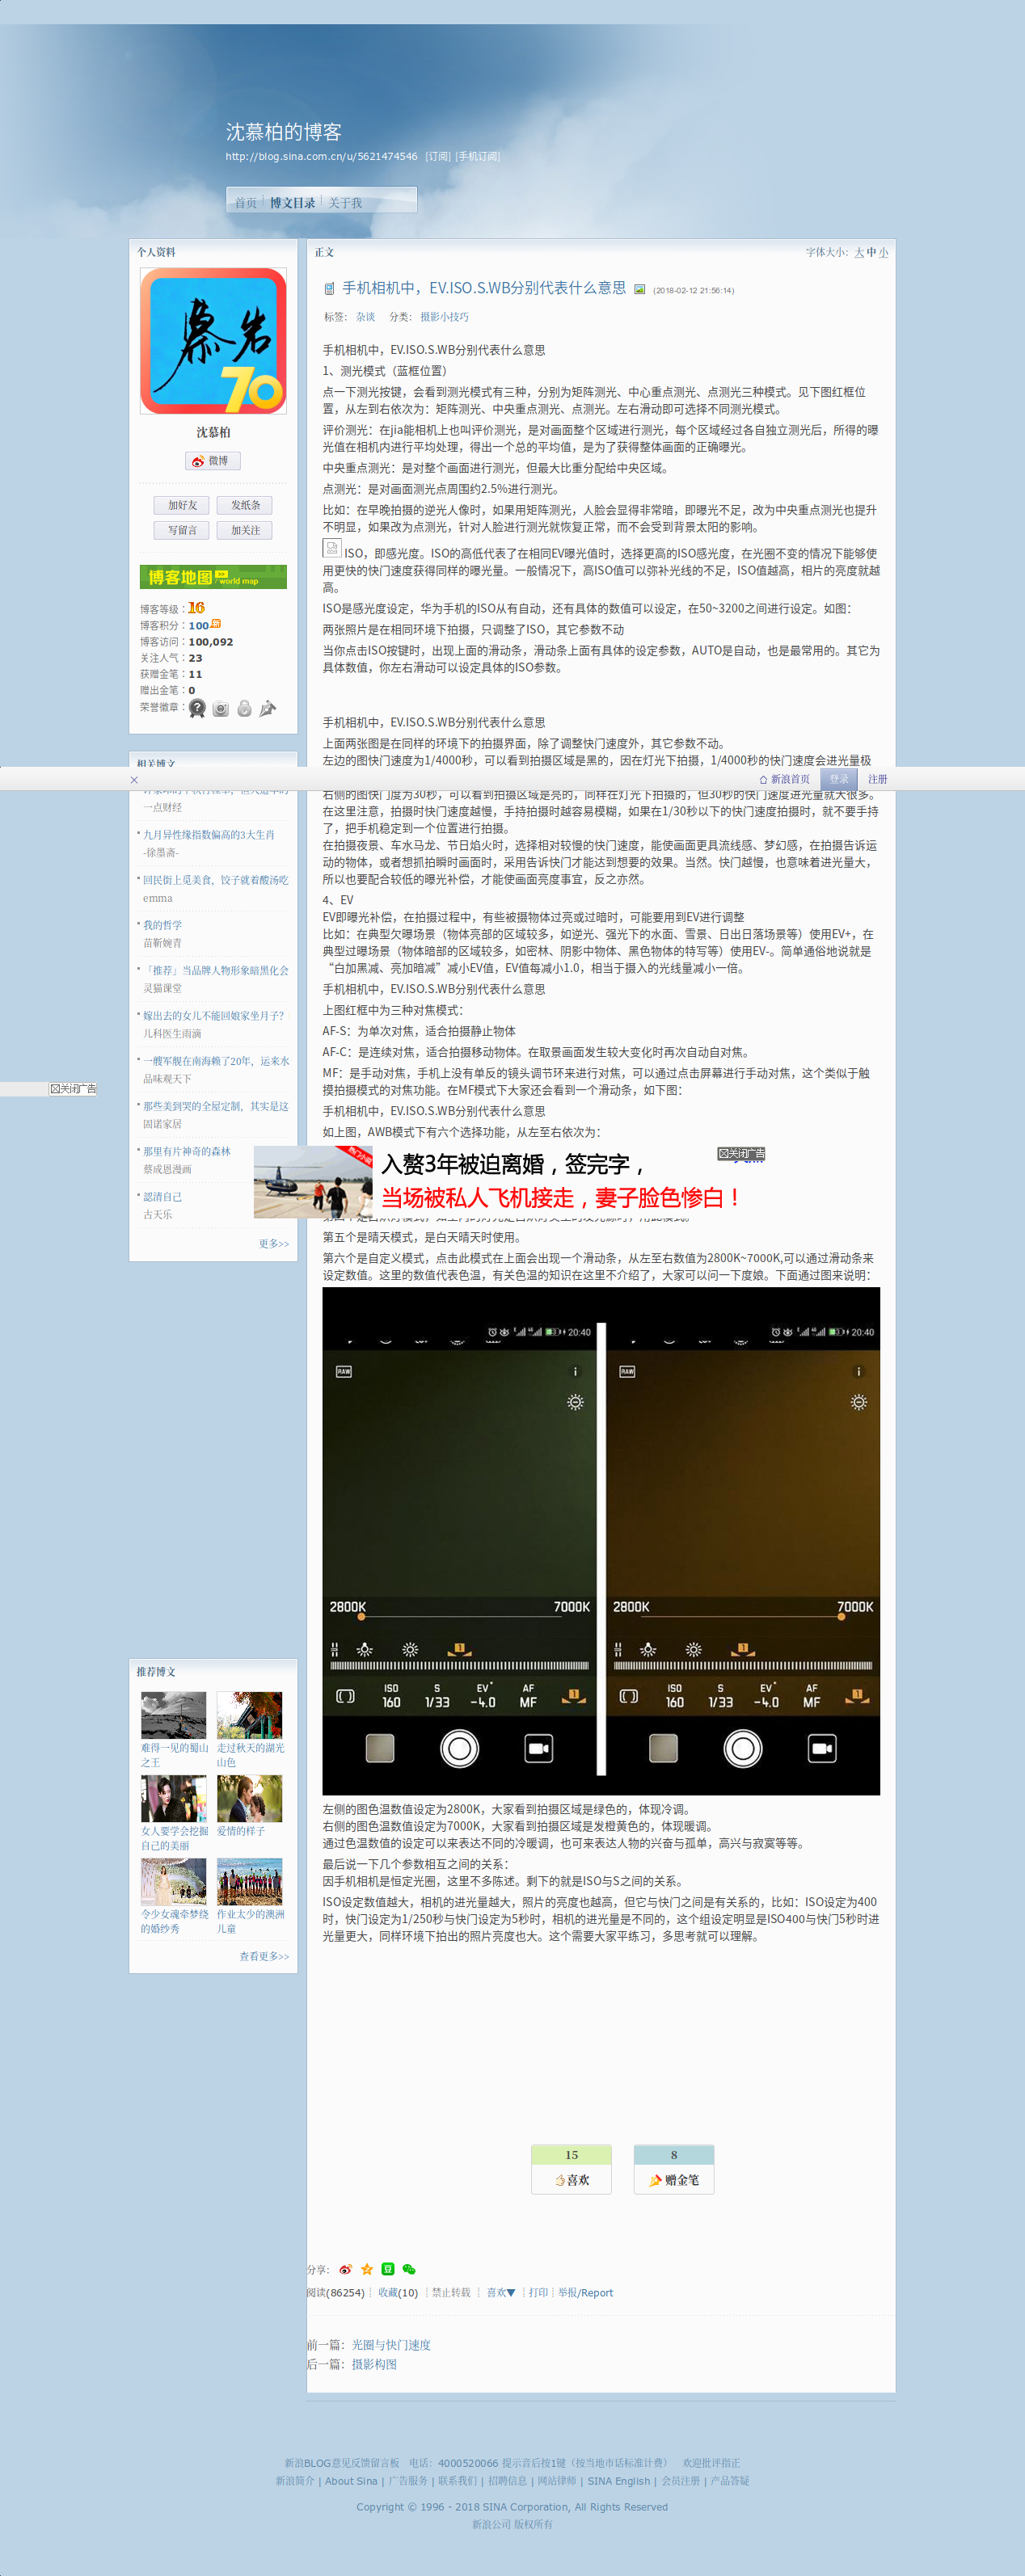 沈慕柏的博客
http://blog.sina.com.cn/u/5621474546 [订阅] [手机订阅]
首页 博文目录 关于我
个人资料
慕岩
70
沈慕柏
微博
加好友 发纸条
写留言 加关注
博客地图 world map
博客等级：16
博客积分：100
博客访问：100,092
关注人气：23
获赠金笔：11
赠出金笔：0
荣誉徽章：
相关博文
一点财经
九月异性缘指数偏高的3大生肖
-徐墨斋-
回民街上觅美食，饺子就着酸汤吃
emma
我的哲学
苗靳婉青
「推荐」当品牌人物形象暗黑化会
灵猫课堂
嫁出去的女儿不能回娘家坐月子？
儿科医生雨滴
一艘军舰在南海赖了20年，运来水
品味观天下
那些美到哭的全屋定制，其实是这
固诺家居
那里有片神奇的森林
蔡成恩漫画
認清自己
古天乐
更多>>
推荐博文
难得一见的蜀山之王
走过秋天的湖光山色
女人要学会挖掘自己的美丽
爱情的样子
令少女魂牵梦绕的婚纱秀
作业太少的澳洲儿童
查看更多>>
正文 字体大小：大 中 小
手机相机中，EV.ISO.S.WB分别代表什么意思 (2018-02-12 21:56:14)
标签： 杂谈 分类： 摄影小技巧
手机相机中，EV.ISO.S.WB分别代表什么意思
1、测光模式（蓝框位置）
点一下测光按键，会看到测光模式有三种，分别为矩阵测光、中心重点测光、点测光三种模式。见下图红框位
置，从左到右依次为：矩阵测光、中央重点测光、点测光。左右滑动即可选择不同测光模式。
评价测光：在jia能相机上也叫评价测光，是对画面整个区域进行测光，每个区域经过各自独立测光后，所得的曝
光值在相机内进行平均处理，得出一个总的平均值，是为了获得整体画面的正确曝光。
中央重点测光：是对整个画面进行测光，但最大比重分配给中央区域。
点测光：是对画面测光点周围约2.5%进行测光。
比如：在早晚拍摄的逆光人像时，如果用矩阵测光，人脸会显得非常暗，即曝光不足，改为中央重点测光也提升
不明显，如果改为点测光，针对人脸进行测光就恢复正常，而不会受到背景太阳的影响。
ISO，即感光度。ISO的高低代表了在相同EV曝光值时，选择更高的ISO感光度，在光圈不变的情况下能够使
用更快的快门速度获得同样的曝光量。一般情况下，高ISO值可以弥补光线的不足，ISO值越高，相片的亮度就越
高。
ISO是感光度设定，华为手机的ISO从有自动，还有具体的数值可以设定，在50~3200之间进行设定。如图：
两张照片是在相同环境下拍摄，只调整了ISO，其它参数不动
当你点击ISO按键时，出现上面的滑动条，滑动条上面有具体的设定参数，AUTO是自动，也是最常用的。其它为
具体数值，你左右滑动可以设定具体的ISO参数。
手机相机中，EV.ISO.S.WB分别代表什么意思
上面两张图是在同样的环境下的拍摄界面，除了调整快门速度外，其它参数不动。
左边的图快门速度为1/4000秒，可以看到拍摄区域是黑的，因在灯光下拍摄，1/4000秒的快门速度会进光量极
× 新浪首页 登录 注册
右侧的图快门度为30秒，可以看到拍摄区域是亮的，同样在灯光下拍摄的，但30秒的快门速度进光量就大很多。
在这里注意，拍摄时快门速度越慢，手持拍摄时越容易模糊，如果在1/30秒以下的快门速度拍摄时，就不要手持
了，把手机稳定到一个位置进行拍摄。
在拍摄夜景、车水马龙、节日焰火时，选择相对较慢的快门速度，能使画面更具流线感、梦幻感，在拍摄告诉运
动的物体，或者想抓拍瞬时画面时，采用告诉快门才能达到想要的效果。当然。快门越慢，也意味着进光量大，
所以也要配合较低的曝光补偿，才能使画面亮度事宜，反之亦然。
4、EV
EV即曝光补偿，在拍摄过程中，有些被摄物体过亮或过暗时，可能要用到EV进行调整
比如：在典型欠曝场景（物体亮部的区域较多，如逆光、强光下的水面、雪景、日出日落场景等）使用EV+，在
典型过曝场景（物体暗部的区域较多，如密林、阴影中物体、黑色物体的特写等）使用EV-。简单通俗地说就是
“白加黑减、亮加暗减”减小EV值，EV值每减小1.0，相当于摄入的光线量减小一倍。
手机相机中，EV.ISO.S.WB分别代表什么意思
上图红框中为三种对焦模式：
AF-S：为单次对焦，适合拍摄静止物体
AF-C：是连续对焦，适合拍摄移动物体。在取景画面发生较大变化时再次自动自对焦。
MF：是手动对焦，手机上没有单反的镜头调节环来进行对焦，可以通过点击屏幕进行手动对焦，这个类似于触
摸拍摄模式的对焦功能。在MF模式下大家还会看到一个滑动条，如下图：
手机相机中，EV.ISO.S.WB分别代表什么意思
如上图，AWB模式下有六个选择功能，从左至右依次为：
关闭广告
入赘3年被迫离婚，签完字，
当场被私人飞机接走，妻子脸色惨白！
关闭广告
第五个是晴天模式，是白天晴天时使用。
第六个是自定义模式，点击此模式在上面会出现一个滑动条，从左至右数值为2800K~7000K,可以通过滑动条来
设定数值。这里的数值代表色温，有关色温的知识在这里不介绍了，大家可以问一下度娘。下面通过图来说明：
20:40 20:40
RAW RAW
2800K 7000K 2800K 7000K
ISO S EV AF ISO S EV AF
160 1/33 -4.0 MF 160 1/33 -4.0 MF
左侧的图色温数值设定为2800K，大家看到拍摄区域是绿色的，体现冷调。
右侧的图色温数值设定为7000K，大家看到拍摄区域是发橙黄色的，体现暖调。
通过色温数值的设定可以来表达不同的冷暖调，也可来表达人物的兴奋与孤单，高兴与寂寞等等。
最后说一下几个参数相互之间的关系：
因手机相机是恒定光圈，这里不多陈述。剩下的就是ISO与S之间的关系。
ISO设定数值越大，相机的进光量越大，照片的亮度也越高，但它与快门之间是有关系的，比如：ISO设定为400
时，快门设定为1/250秒与快门设定为5秒时，相机的进光量是不同的，这个组设定明显是ISO400与快门5秒时进
光量更大，同样环境下拍出的照片亮度也大。这个需要大家平练习，多思考就可以理解。
15 8
喜欢 赠金笔
分享：
阅读(86254) 收藏(10) 禁止转载 喜欢▼ 打印 举报/Report
前一篇：光圈与快门速度
后一篇：摄影构图
新浪BLOG意见反馈留言板 电话：4000520066 提示音后按1键（按当地市话标准计费） 欢迎批评指正
新浪简介 | About Sina | 广告服务 | 联系我们 | 招聘信息 | 网站律师 | SINA English | 会员注册 | 产品答疑
Copyright © 1996 - 2018 SINA Corporation, All Rights Reserved
新浪公司 版权所有